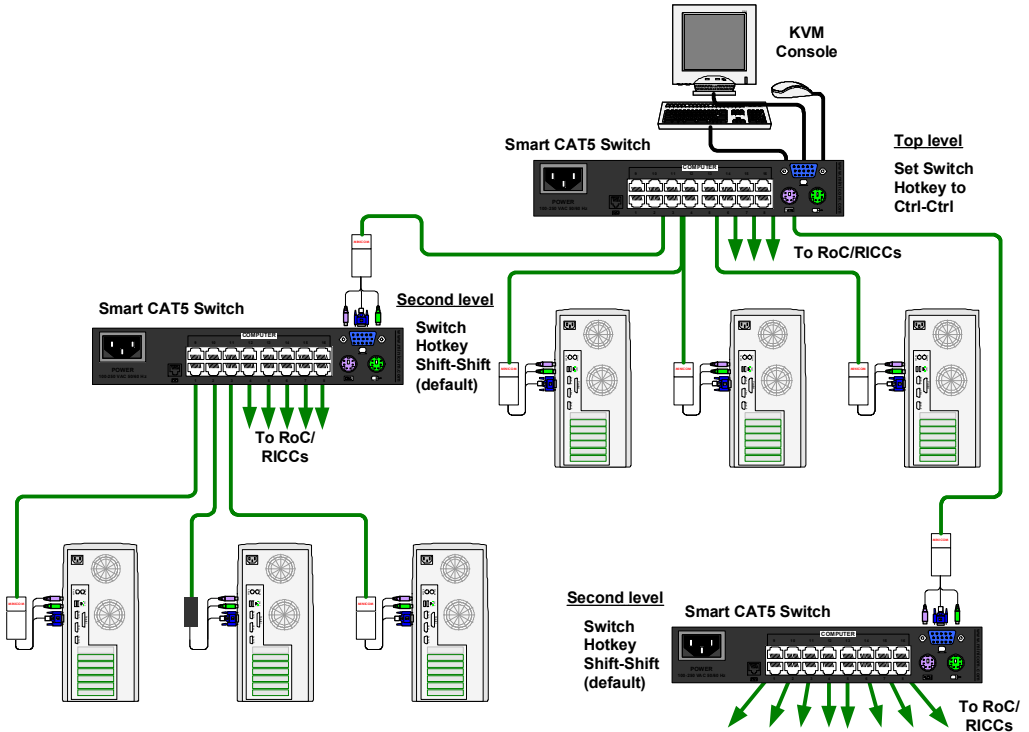 KVM
Console
Smart CAT5 Switch
Top level
Set Switch
Hotkey to
Ctrl-Ctrl
COMPUTER
POWER
To RoC/RICCs
Smart CAT5 Switch
Second level
Switch
Hotkey
Shift-Shift
(default)
COMPUTER
POWER
To RoC/
RICCs
Second level
Switch
Hotkey
Shift-Shift
(default)
Smart CAT5 Switch
COMPUTER
POWER
To RoC/
RICCs